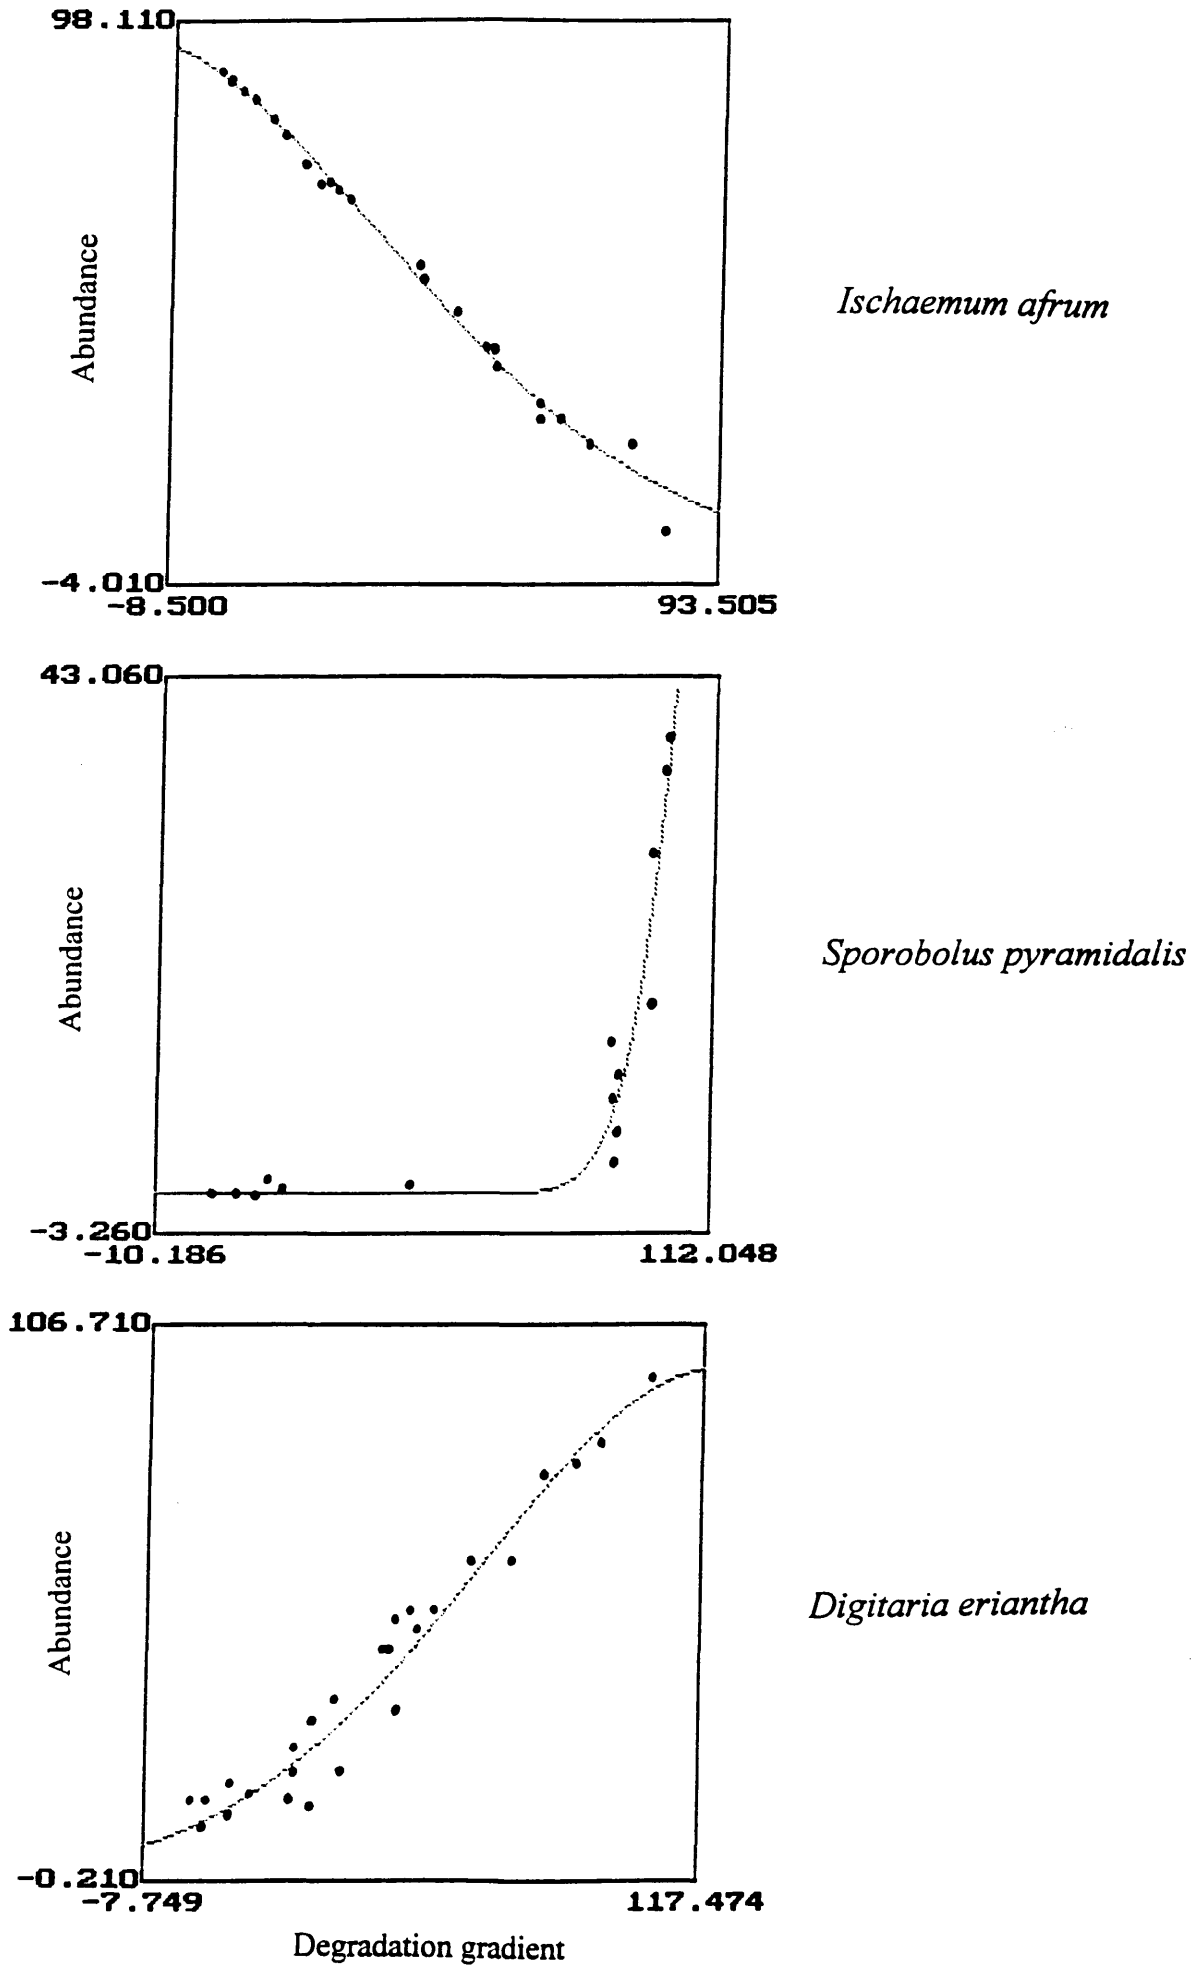 98.110
Abundance
Ischaemum afrum
-4.010
-8.500 93.505
43.060
Abundance
Sporobolus pyramidalis
-3.260
-10.186 112.048
106.710
Abundance
Digitaria eriantha
-0.210
-7.749 117.474
Degradation gradient